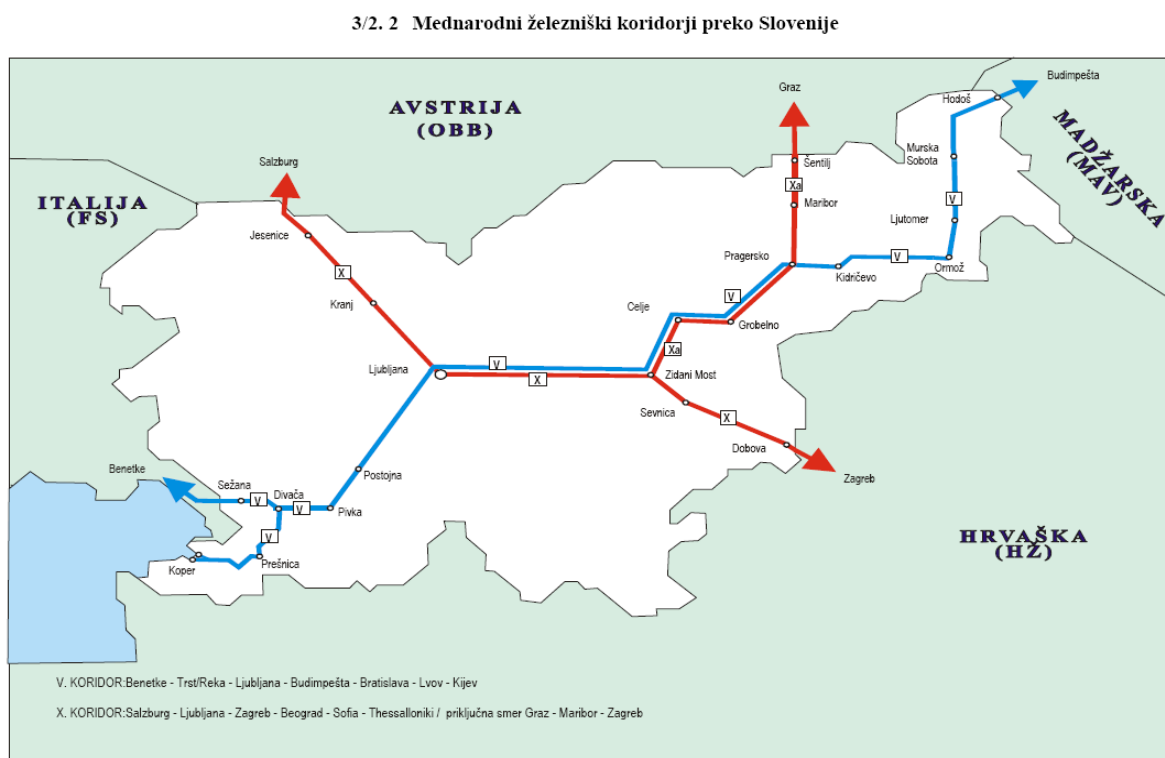 3/2. 2 Mednarodni železniški koridorji preko Slovenije
Budimpešta
Graz
Hodoš
AVSTRIJA
(OBB)
MADŽARSKA
(MAV)
Salzburg
Šentilj
Murska
Sobota
Xa
ITALIJA
(FS)
Maribor
V
Ljutomer
Jesenice
Pragersko
V
X
Kidričevo
Ormož
V
Kranj
Celje
Grobelno
Xa
Ljubljana
V
X
Zidani Most
Sevnica
X
Dobova
Benetke
Postojna
Zagreb
Sežana
V
Divača
V
Pivka
V
HRVAŠKA
(HŽ)
Koper
Prešnica
V. KORIDOR:Benetke - Trst/Reka - Ljubljana - Budimpešta - Bratislava - Lvov - Kijev
X. KORIDOR:Salzburg - Ljubljana - Zagreb - Beograd - Sofia - Thessalloniki / priključna smer Graz - Maribor - Zagreb